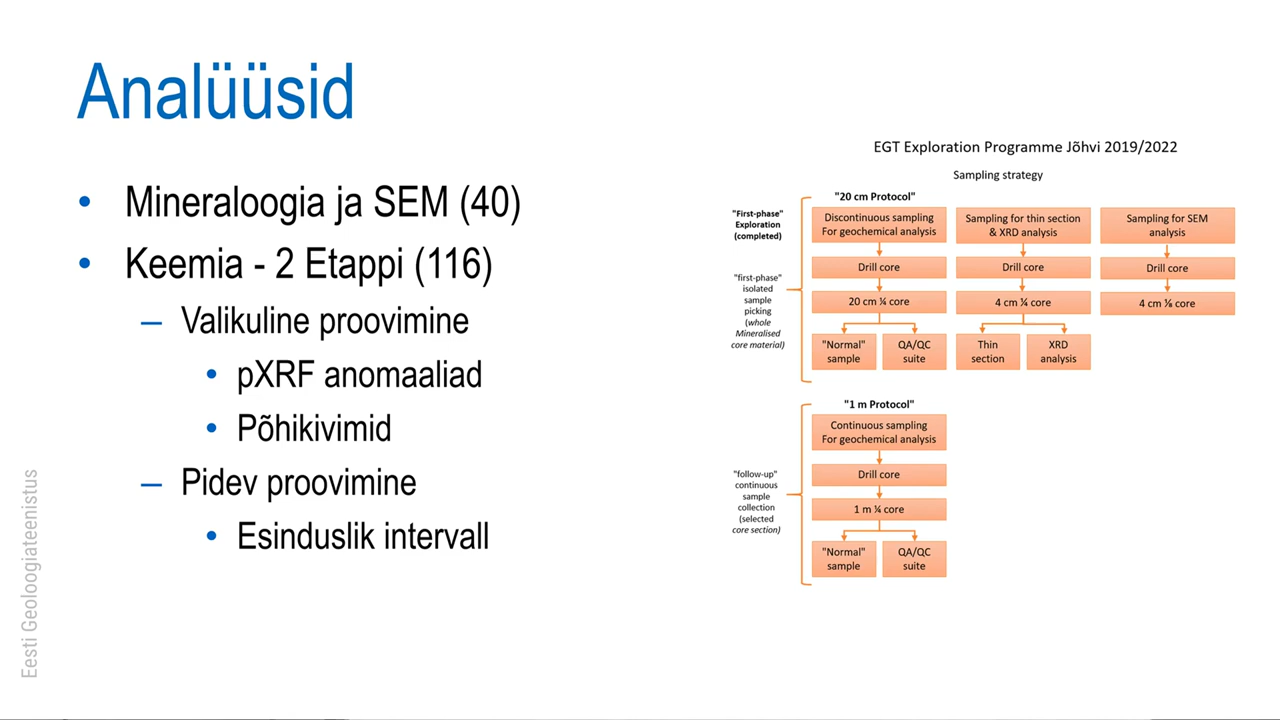 Analüüsid
• Mineraloogia ja SEM (40)
• Keemia - 2 Etappi (116)
– Valikuline proovimine
• pXRF anomaaliad
• Põhikivimid
– Pidev proovimine
• Esinduslik intervall
Eesti Geoloogiateenistus
EGT Exploration Programme Jõhvi 2019/2022
Sampling strategy
"20 cm Protocol"
"First-phase"
Exploration
(completed)
"first-phase"
isolated
sample
picking
(whole
Mineralised
core material)
Discontinuous sampling
For geochemical analysis
Drill core
20 cm ¼ core
"Normal"
sample
QA/QC
suite
Sampling for thin section
& XRD analysis
Drill core
4 cm ¼ core
Thin
section
XRD
analysis
Sampling for SEM
analysis
Drill core
4 cm ⅛ core
"1 m Protocol"
"follow-up"
continuous
sample
collection
(selected
core section)
Continuous sampling
For geochemical analysis
Drill core
1 m ¼ core
"Normal"
sample
QA/QC
suite